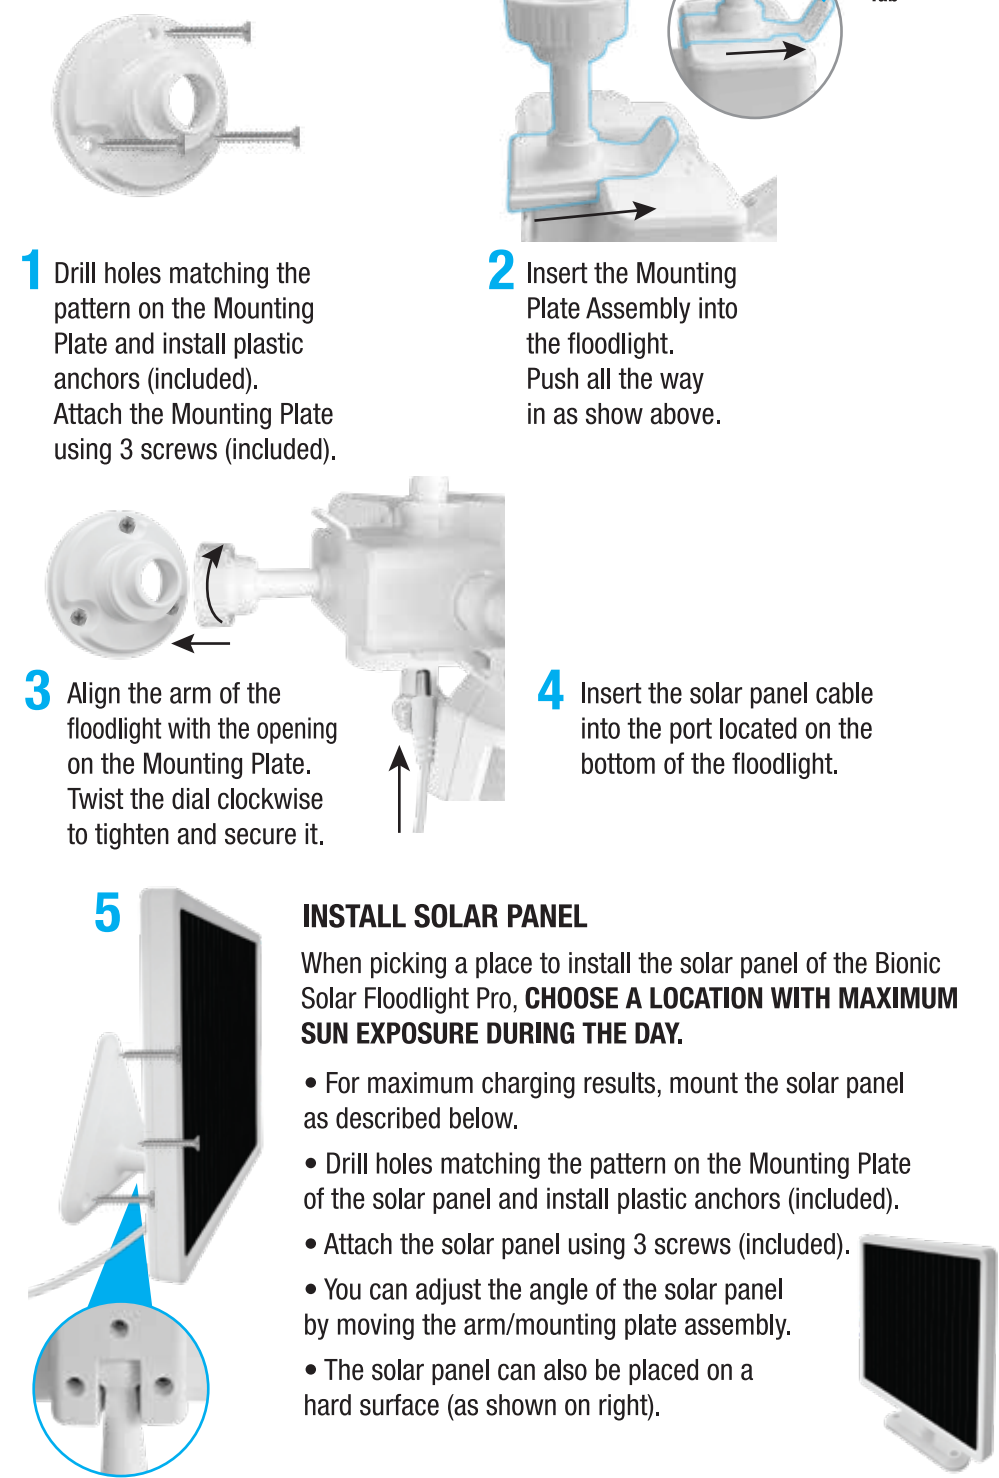 1 Drill holes matching the
pattern on the Mounting
Plate and install plastic
anchors (included).
Attach the Mounting Plate
using 3 screws (included).
2 Insert the Mounting
Plate Assembly into
the floodlight.
Push all the way
in as show above.
3 Align the arm of the
floodlight with the opening
on the Mounting Plate.
Twist the dial clockwise
to tighten and secure it.
4 Insert the solar panel cable
into the port located on the
bottom of the floodlight.
5
INSTALL SOLAR PANEL
When picking a place to install the solar panel of the Bionic
Solar Floodlight Pro, CHOOSE A LOCATION WITH MAXIMUM
SUN EXPOSURE DURING THE DAY.
• For maximum charging results, mount the solar panel
as described below.
• Drill holes matching the pattern on the Mounting Plate
of the solar panel and install plastic anchors (included).
• Attach the solar panel using 3 screws (included).
• You can adjust the angle of the solar panel
by moving the arm/mounting plate assembly.
• The solar panel can also be placed on a
hard surface (as shown on right).